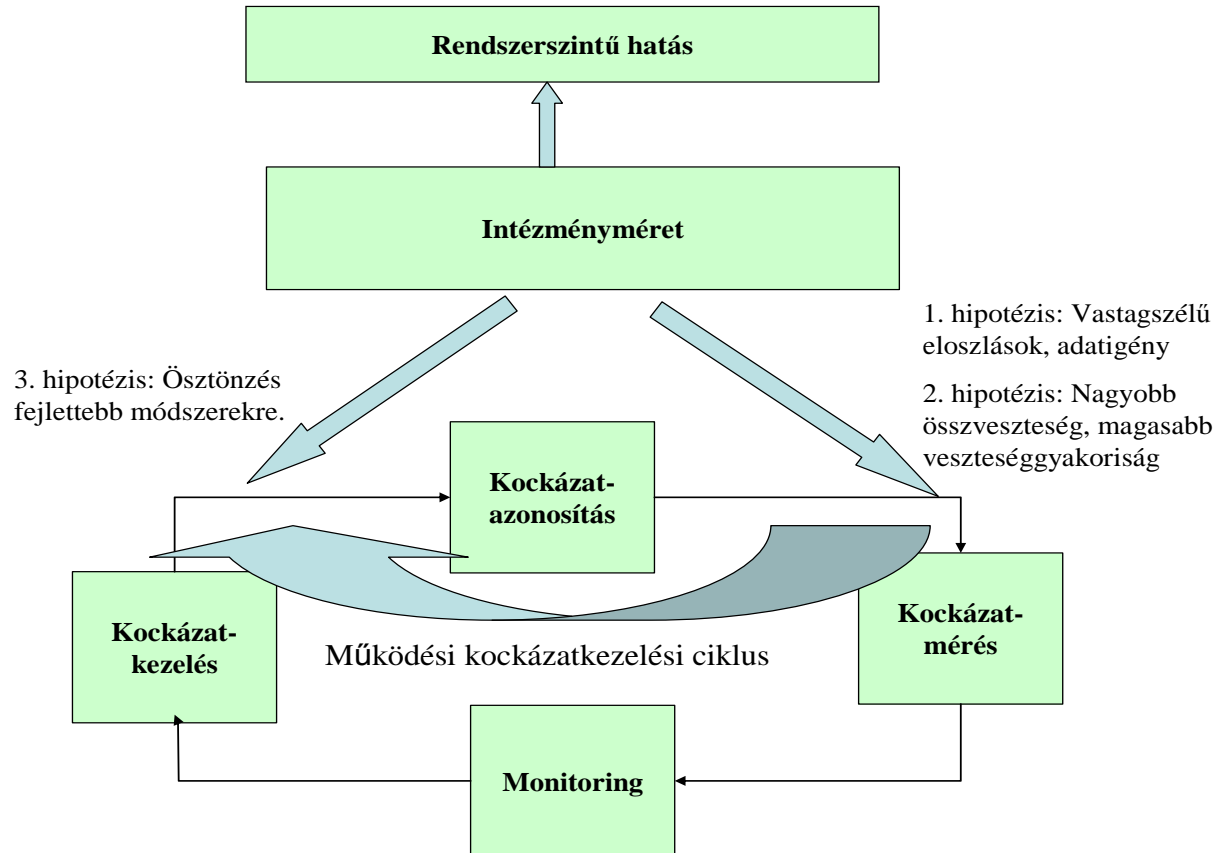 Rendszerszintű hatás
Intézményméret
1. hipotézis: Vastagszélű
eloszlások, adatigény
2. hipotézis: Nagyobb
összveszteség, magasabb
veszteséggyakoriság
3. hipotézis: Ösztönzés
fejlettebb módszerekre.
Kockázat-
azonosítás
Kockázat-
kezelés
Kockázat-
mérés
Működési kockázatkezelési ciklus
Monitoring